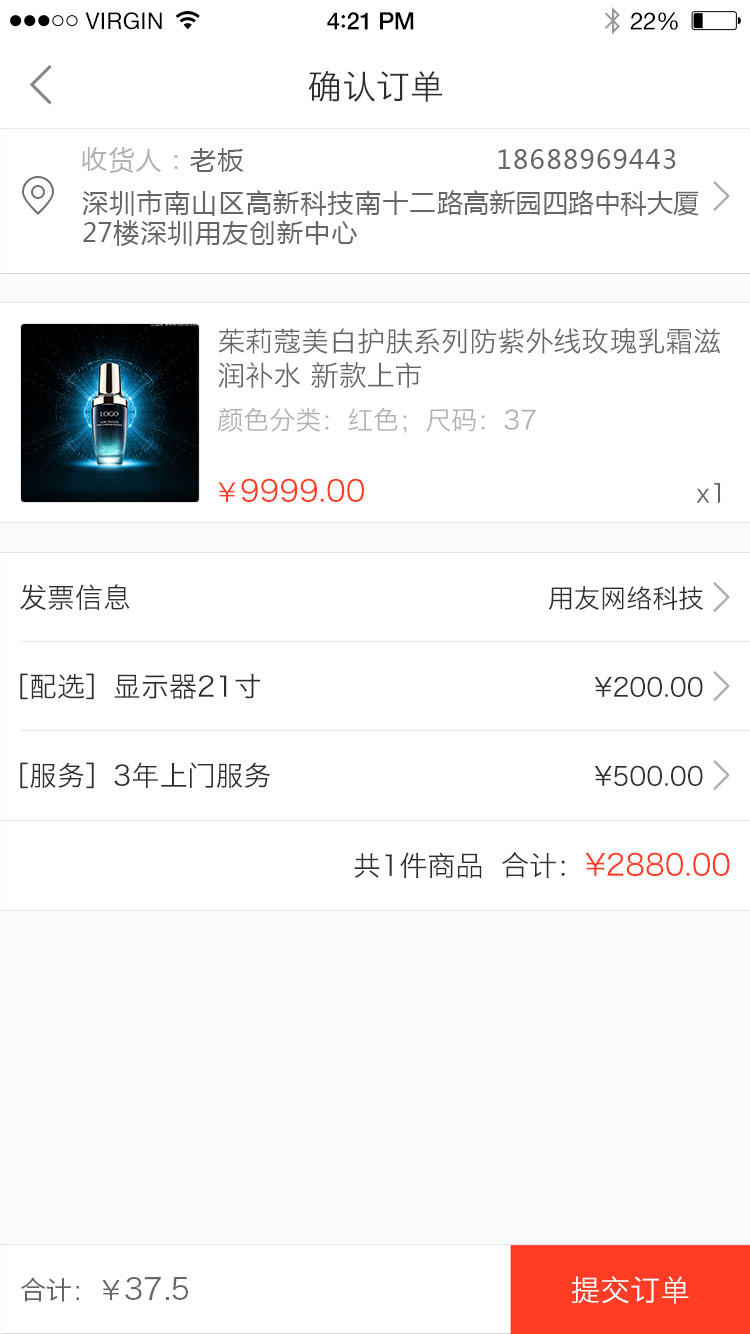 VIRGIN 4:21 PM 22%
确认订单
收货人：老板 18688969443
深圳市南山区高新科技南十二路高新园四路中科大厦
27楼深圳用友创新中心
茱莉蔻美白护肤系列防紫外线玫瑰乳霜滋
润补水 新款上市
颜色分类：红色；尺码：37
LOGO
¥9999.00 x1
发票信息 用友网络科技
[配选] 显示器21寸 ¥200.00
[服务] 3年上门服务 ¥500.00
共1件商品 合计：¥2880.00
合计：¥37.5 提交订单